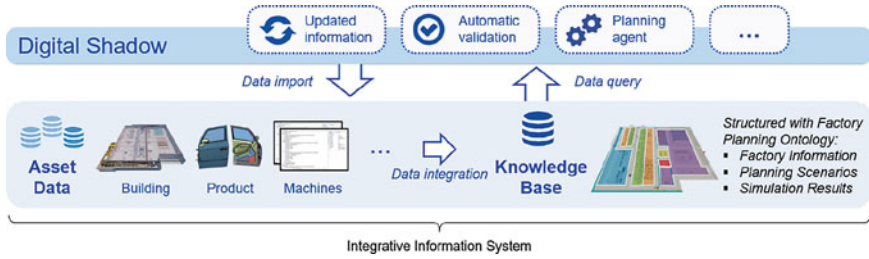 Digital Shadow
Updated
information
Automatic
validation
Planning
agent
...
Data import
Data query
Asset
Data
Building
Product
Machines
...
Data integration
Knowledge
Base
Structured with Factory
Planning Ontology:
▪ Factory Information
▪ Planning Scenarios
▪ Simulation Results
Integrative Information System